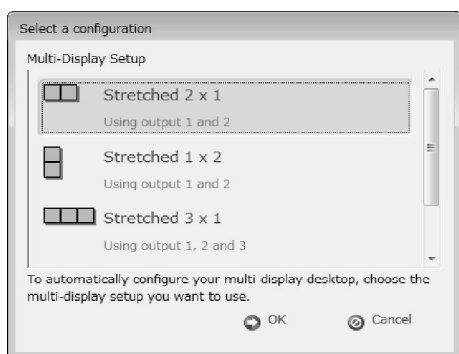 Select a configuration
Multi-Display Setup
Stretched 2 x 1
Using output 1 and 2
Stretched 1 x 2
Using output 1 and 2
Stretched 3 x 1
Using output 1, 2 and 3
To automatically configure your multi display desktop, choose the
multi-display setup you want to use.
OK Cancel